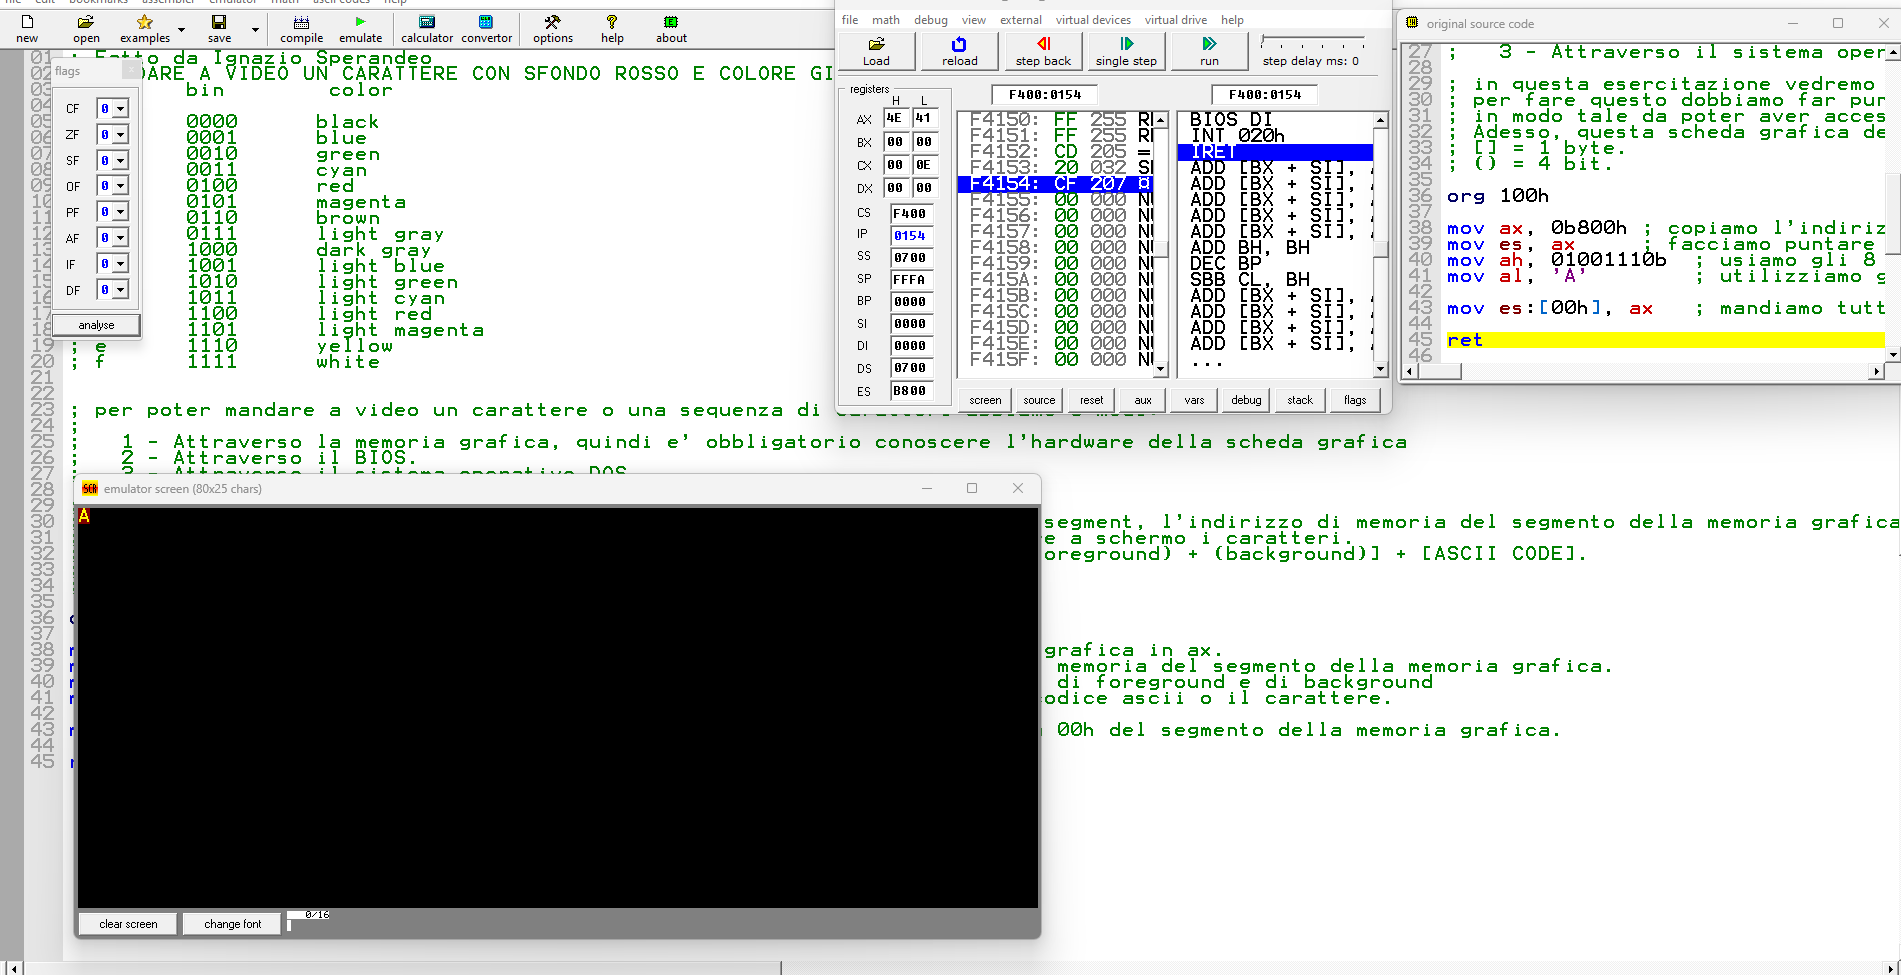 file edit bookmarks assembler emulator math ascii codes help
new open examples save compile emulate calculator convertor options help about
01 ; Fatto da Ignazio Sperandeo
02 DARE A VIDEO UN CARATTERE CON SFONDO ROSSO E COLORE GI
03 bin color
04
05 0000 black
06 0001 blue
07 0010 green
08 0011 cyan
09 0100 red
10 0101 magenta
11 0110 brown
12 0111 light gray
13 1000 dark gray
14 1001 light blue
15 1010 light green
16 1011 light cyan
17 1100 light red
18 1101 light magenta
19 ; e 1110 yellow
20 ; f 1111 white
21
22
23 ; per poter mandare a video un carattere o una sequenza di
24 ;
25 ; 1 - Attraverso la memoria grafica, quindi e' obbligatorio conoscere l'hardware della scheda grafica
26 ; 2 - Attraverso il BIOS.
27 ; 3 - Attraverso il sistema operativo DOS
28
29
30 segment, l'indirizzo di memoria del segmento della memoria grafica
31 e a schermo i caratteri.
32 oreground) + (background)] + [ASCII CODE].
33
34
35
36
37
38 grafica in ax.
39 memoria del segmento della memoria grafica.
40 di foreground e di background
41 odice ascii o il carattere.
42
43 00h del segmento della memoria grafica.
44
45
flags
CF 0
ZF 0
SF 0
OF 0
PF 0
AF 0
IF 0
DF 0
analyse
file math debug view external virtual devices virtual drive help
Load reload step back single step run step delay ms: 0
registers F400:0154 F400:0154
H L
AX 4E 41
BX 00 00
CX 00 0E
DX 00 00
CS F400
IP 0154
SS 0700
SP FFFA
BP 0000
SI 0000
DI 0000
DS 0700
ES B800
F4150: FF 255
F4151: FF 255
F4152: CD 205 =
F4153: 20 032
F4154: CF 207 ¤
F4155: 00 000
F4156: 00 000
F4157: 00 000
F4158: 00 000
F4159: 00 000
F415A: 00 000
F415B: 00 000
F415C: 00 000
F415D: 00 000
F415E: 00 000
F415F: 00 000
BIOS DI
INT 020h
IRET
ADD [BX + SI],
ADD [BX + SI],
ADD [BX + SI],
ADD [BX + SI],
ADD [BX + SI],
ADD BH, BH
DEC BP
SBB CL, BH
ADD [BX + SI],
ADD [BX + SI],
ADD [BX + SI],
ADD [BX + SI],
...
screen source reset aux vars debug stack flags
original source code
27 ; 3 - Attraverso il sistema oper
28
29 ; in questa esercitazione vedremo
30 ; per fare questo dobbiamo far pun
31 ; in modo tale da poter aver acces
32 ; Adesso, questa scheda grafica de
33 ; [] = 1 byte.
34 ; () = 4 bit.
35
36 org 100h
37
38 mov ax, 0b800h ; copiamo l'indiriz
39 mov es, ax ; facciamo puntare
40 mov ah, 01001110b ; usiamo gli 8
41 mov al, 'A' ; utilizziamo g
42
43 mov es:[00h], ax ; mandiamo tutt
44
45 ret
46
SCR emulator screen (80x25 chars)
A
clear screen change font 0/16